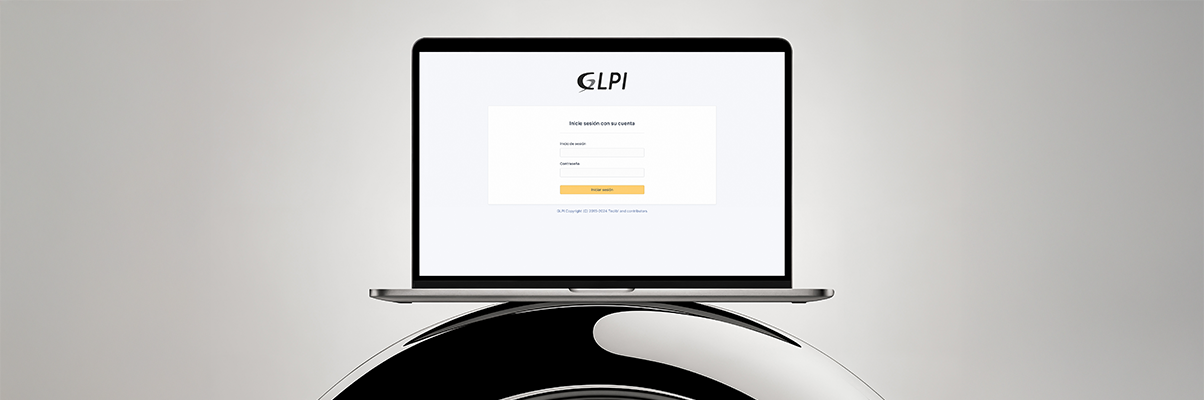 GLPI
Inicie sesión con su cuenta
Inicio de sesión
Contraseña
Iniciar sesión
GLPI Copyright (C) 2015-2024 Teclib' and contributors